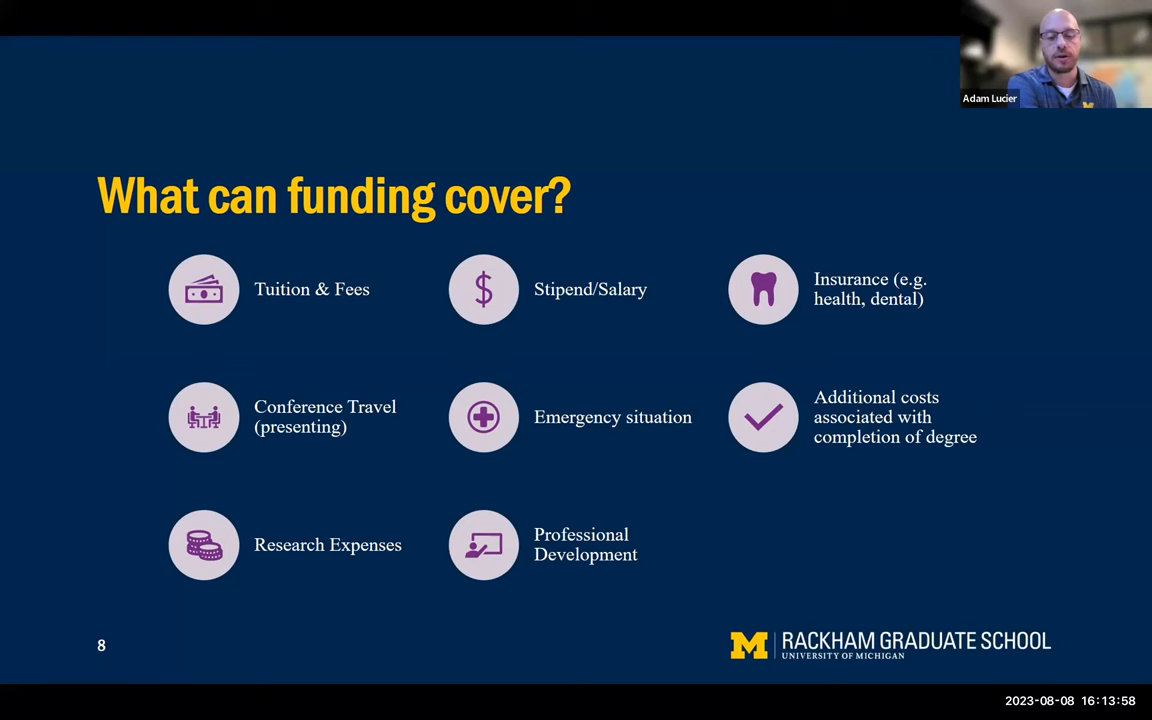 Adam Lucier
What can funding cover?
Tuition & Fees
Stipend/Salary
Insurance (e.g.
health, dental)
Conference Travel
(presenting)
Emergency situation
Additional costs
associated with
completion of degree
Research Expenses
Professional
Development
8
M
RACKHAM GRADUATE SCHOOL
UNIVERSITY OF MICHIGAN
2023-08-08 16:13:58